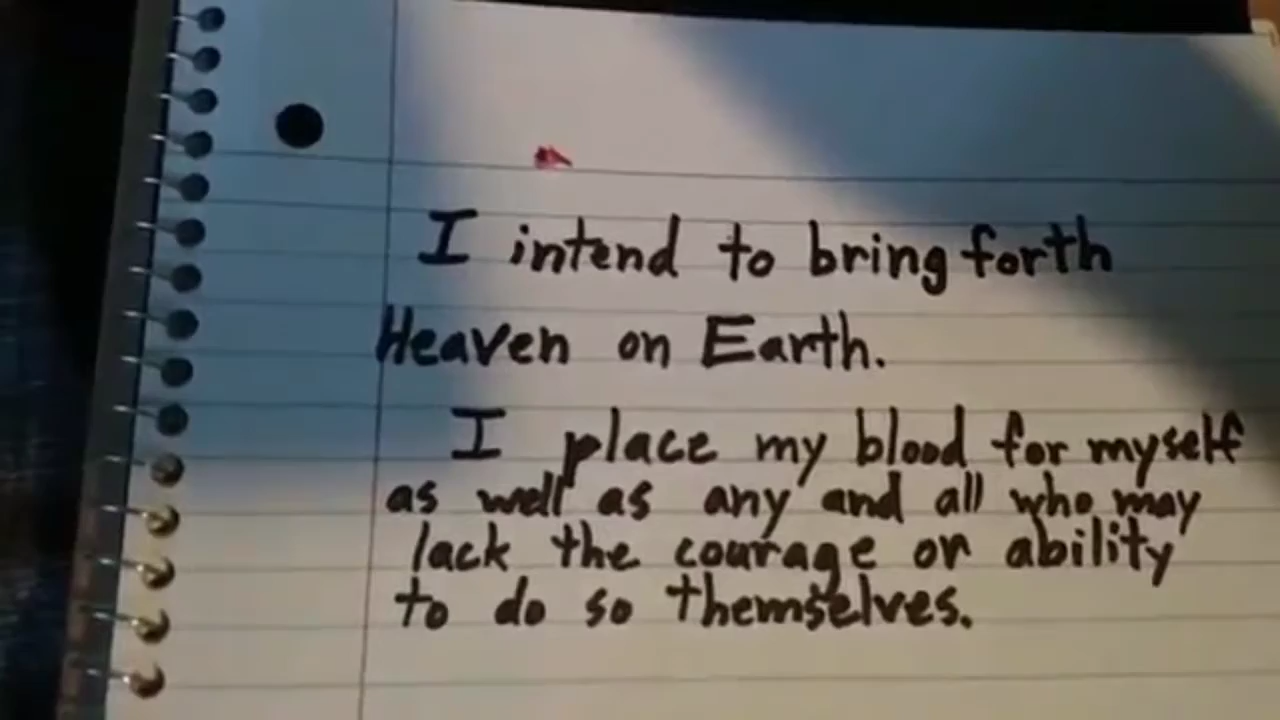 I intend to bring forth
Heaven on Earth.
I place my blood for myself
as well as any and all who may
lack the courage or ability
to do so themselves.